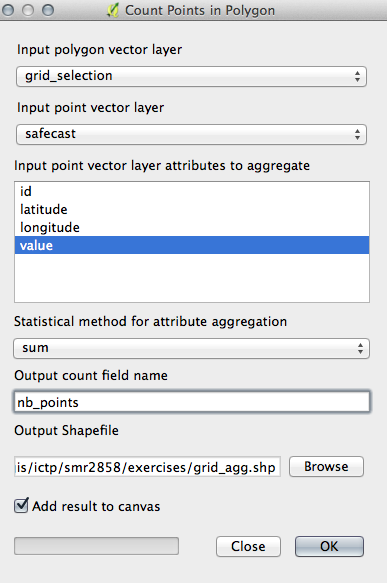 Count Points in Polygon
Input polygon vector layer
grid_selection
Input point vector layer
safecast
Input point vector layer attributes to aggregate
id
latitude
longitude
value
Statistical method for attribute aggregation
sum
Output count field name
nb_points
Output Shapefile
is/ictp/smr2858/exercises/grid_agg.shp
Browse
Add result to canvas
Close
OK